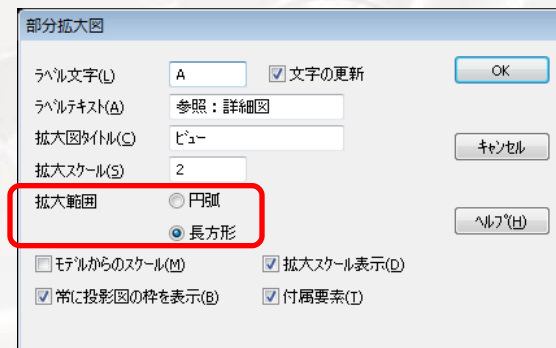 部分拡大図
ラベル文字(L)
A
文字の更新
OK
ラベルテキスト(A)
参照：詳細図
拡大図タイトル(C)
ビュー
キャンセル
拡大スケール(S)
2
拡大範囲
円弧
ヘルプ(H)
長方形
モデルからのスケール(M)
拡大スケール表示(D)
常に投影図の枠を表示(B)
付属要素(T)